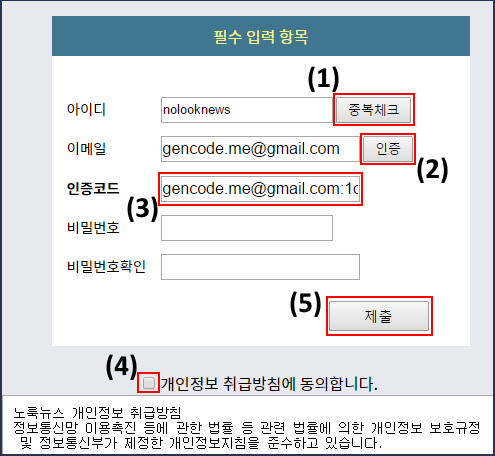 필수 입력 항목
(1)
아이디 nolooknews 중복체크
이메일 gencode.me@gmail.com 인증
(2)
인증코드 gencode.me@gmail.com:1c
(3)
비밀번호
비밀번호확인
(5) 제출
(4)
개인정보 취급방침에 동의합니다.
노룩뉴스 개인정보 취급방침
정보통신망 이용촉진 등에 관한 법률 등 관련 법률에 의한 개인정보 보호규정
및 정보통신부가 제정한 개인정보지침을 준수하고 있습니다.